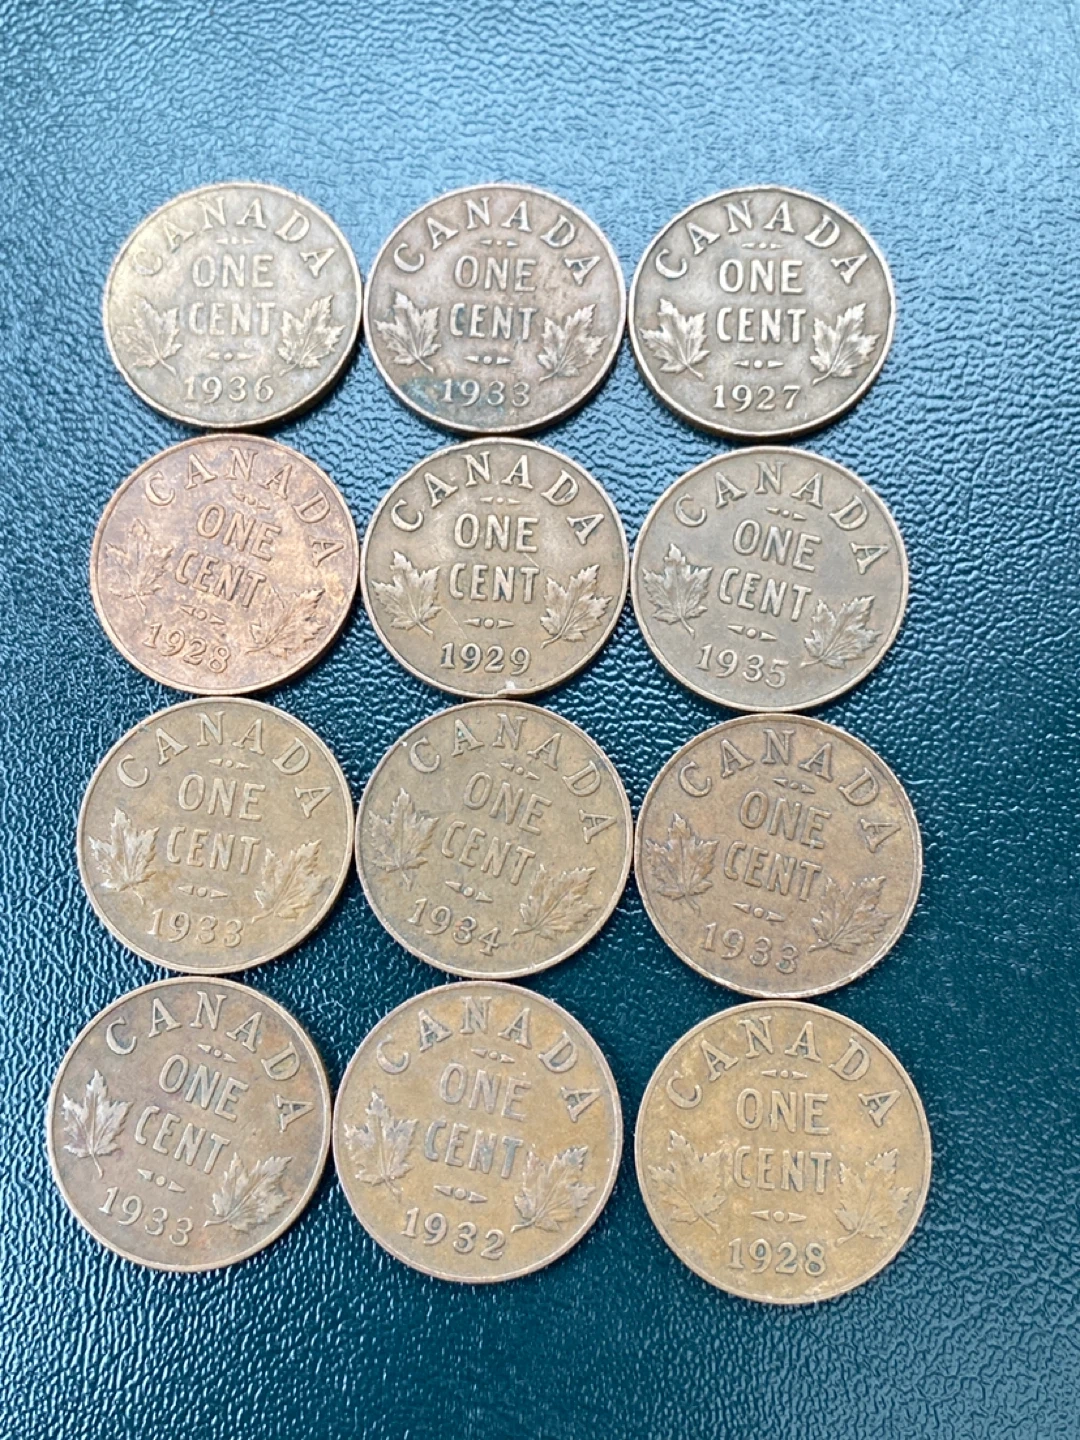 CANADA
ONE
CENT
1936
CANADA
ONE
CENT
1933
CANADA
ONE
CENT
1927
CANADA
ONE
CENT
1928
CANADA
ONE
CENT
1929
CANADA
ONE
CENT
1935
CANADA
ONE
CENT
1933
CANADA
ONE
CENT
1934
CANADA
ONE
CENT
1933
CANADA
ONE
CENT
1933
CANADA
ONE
CENT
1932
CANADA
ONE
CENT
1928